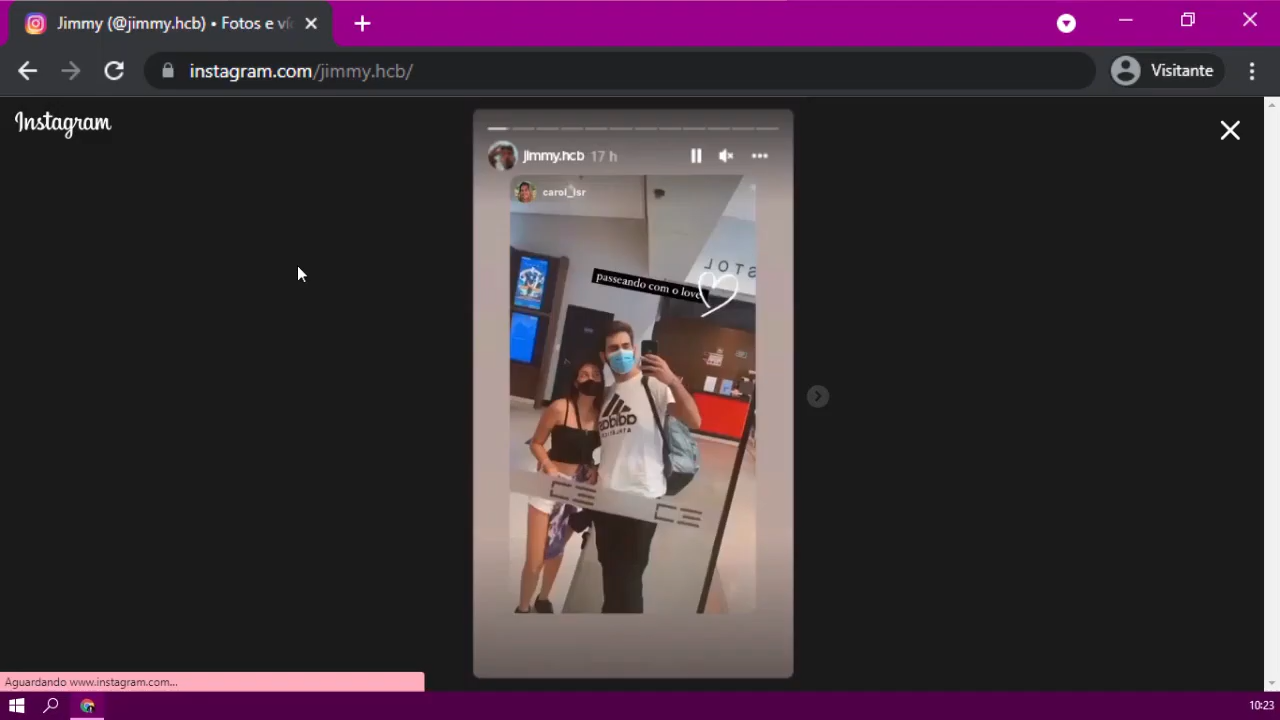 Jimmy (@jimmy.hcb) • Fotos e ví
instagram.com/jimmy.hcb/
Visitante
Instagram
jimmy.hcb 17 h
carol_lsr
passeando com o love
adidas
Aguardando www.instagram.com...
10:23